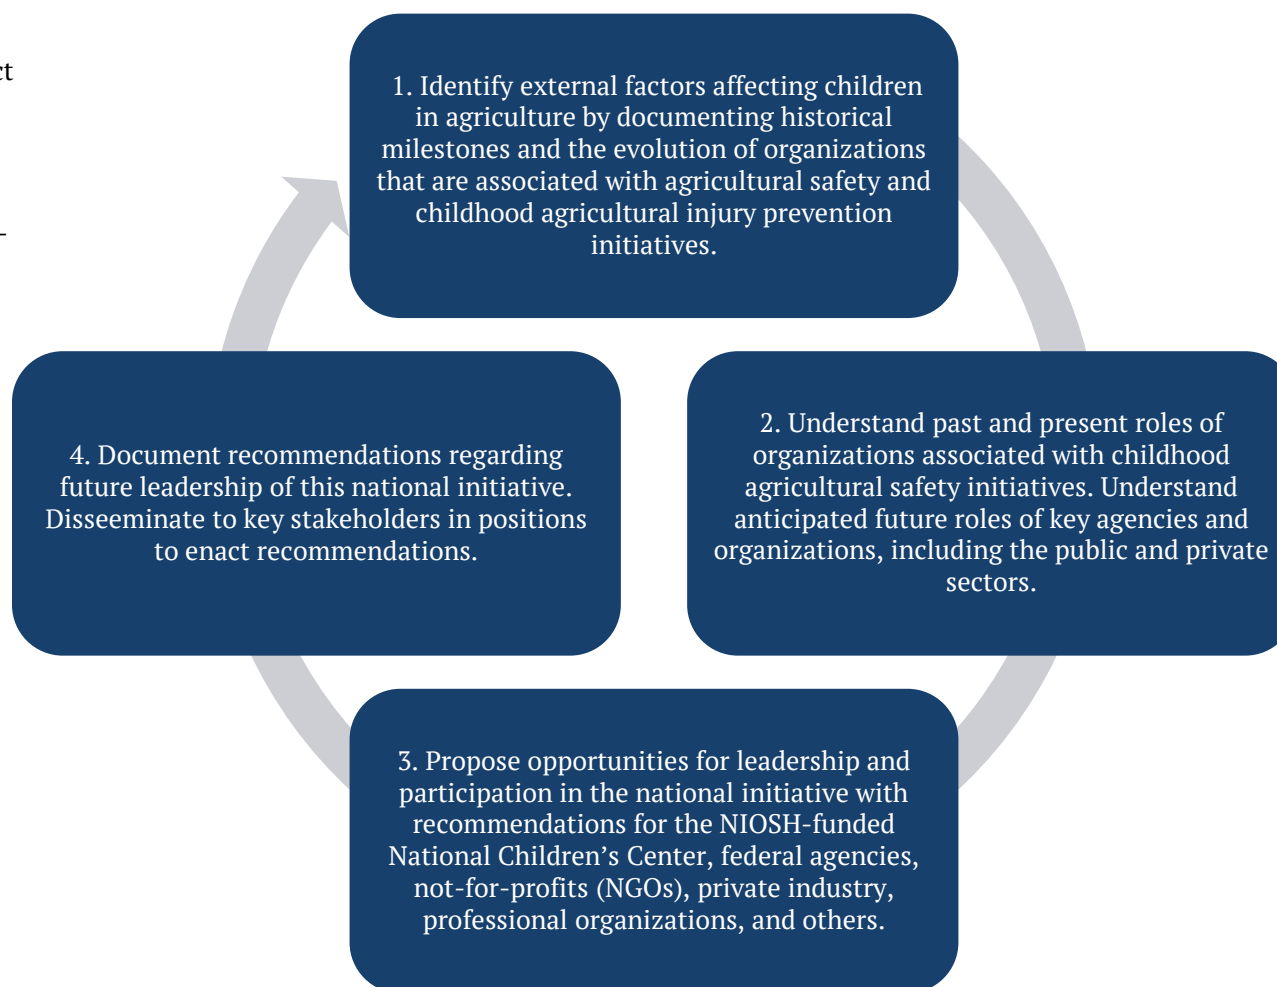 ct
-
1. Identify external factors affecting children
in agriculture by documenting historical
milestones and the evolution of organizations
that are associated with agricultural safety and
childhood agricultural injury prevention
initiatives.
2. Understand past and present roles of
organizations associated with childhood
agricultural safety initiatives. Understand
anticipated future roles of key agencies and
organizations, including the public and private
sectors.
3. Propose opportunities for leadership and
participation in the national initiative with
recommendations for the NIOSH-funded
National Children’s Center, federal agencies,
not-for-profits (NGOs), private industry,
professional organizations, and others.
4. Document recommendations regarding
future leadership of this national initiative.
Disseeminate to key stakeholders in positions
to enact recommendations.